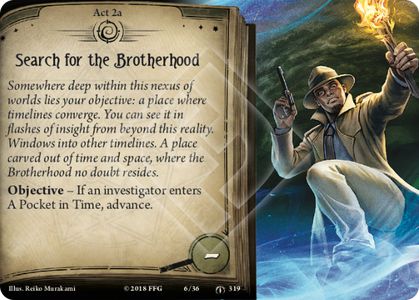 Act 2a
Search for the Brotherhood
Somewhere deep within this nexus of
worlds lies your objective: a place where
timelines converge. You can see it in
flashes of insight from beyond this reality.
Windows into other timelines. A place
carved out of time and space, where the
Brotherhood no doubt resides.
Objective – If an investigator enters
A Pocket in Time, advance.
–
Illus. Reiko Murakami
© 2018 FFG
6/36
319